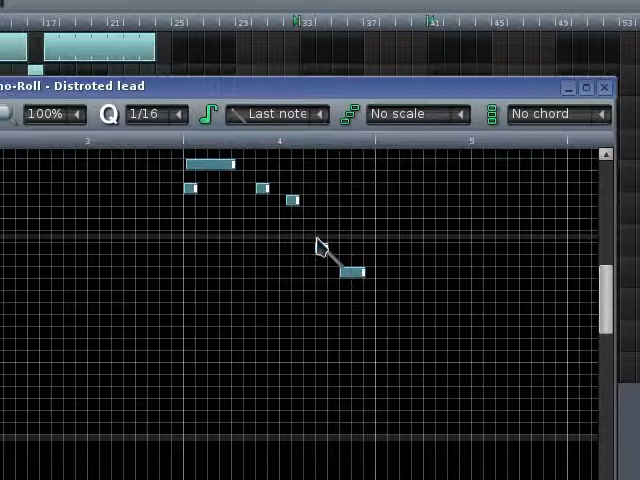 17 21 25 29 33 37 41 45 49 53
no-Roll - Distroted lead
100% Q 1/16 Last note No scale No chord
3 4 5